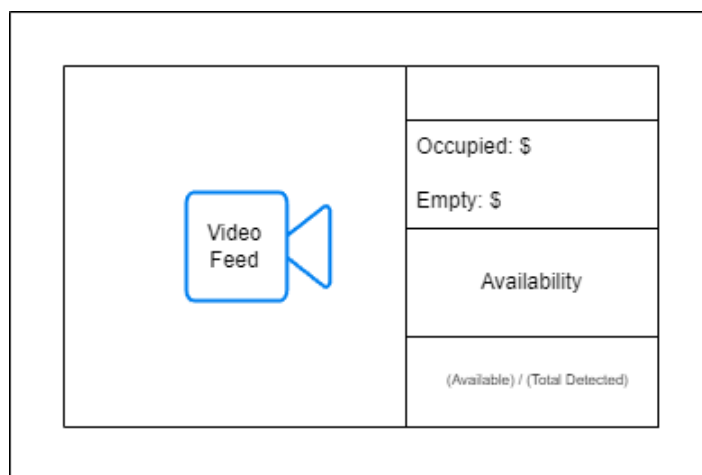 Video
Feed
Occupied: $
Empty: $
Availability
(Available) / (Total Detected)